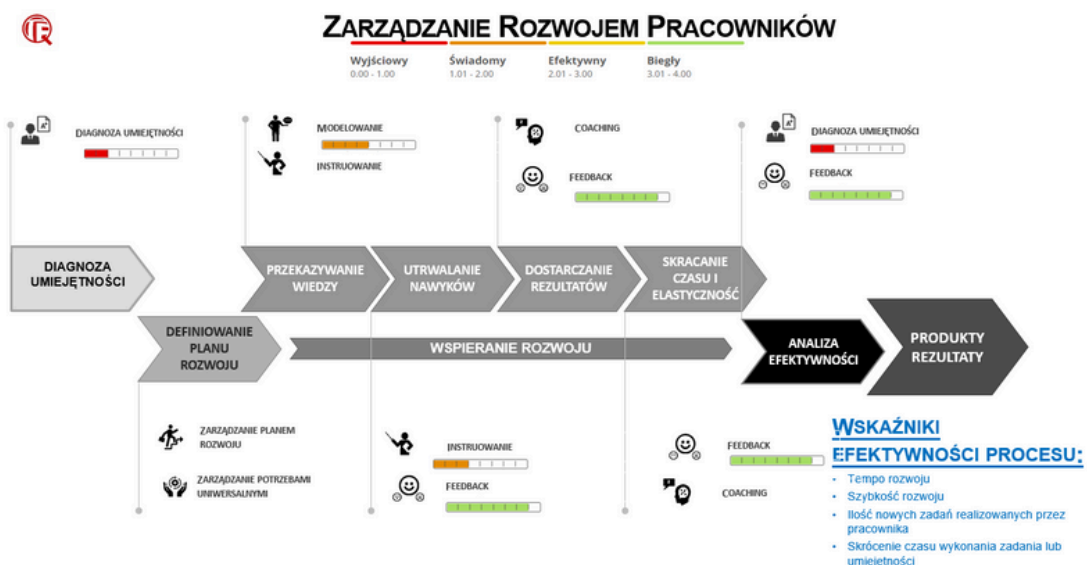 ZARZĄDZANIE ROZWOJEM PRACOWNIKÓW
Wyjściowy
0.00 - 1.00
Świadomy
1.01 - 2.00
Efektywny
2.01 - 3.00
Biegły
3.01 - 4.00
DIAGNOZA UMIEJĘTNOŚCI
MODELOWANIE
INSTRUOWANIE
COACHING
FEEDBACK
DIAGNOZA UMIEJĘTNOŚCI
FEEDBACK
DIAGNOZA
UMIEJĘTNOŚCI
PRZEKAZYWANIE
WIEDZY
UTRWALANIE
NAWYKÓW
DOSTARCZANIE
REZULTATÓW
SKRACANIE
CZASU I
ELASTYCZNOŚĆ
DEFINIOWANIE
PLANU
ROZWOJU
WSPIERANIE ROZWOJU
ANALIZA
EFEKTYWNOŚCI
PRODUKTY
REZULTATY
ZARZĄDZANIE PLANEM
ROZWOJU
ZARZĄDZANIE POTRZEBAMI
UNIWERSALNYMI
INSTRUOWANIE
FEEDBACK
FEEDBACK
COACHING
WSKAŹNIKI
EFEKTYWNOŚCI PROCESU:
• Tempo rozwoju
• Szybkość rozwoju
• Ilość nowych zadań realizowanych przez
pracownika
• Skrócenie czasu wykonania zadania lub
umiejętności